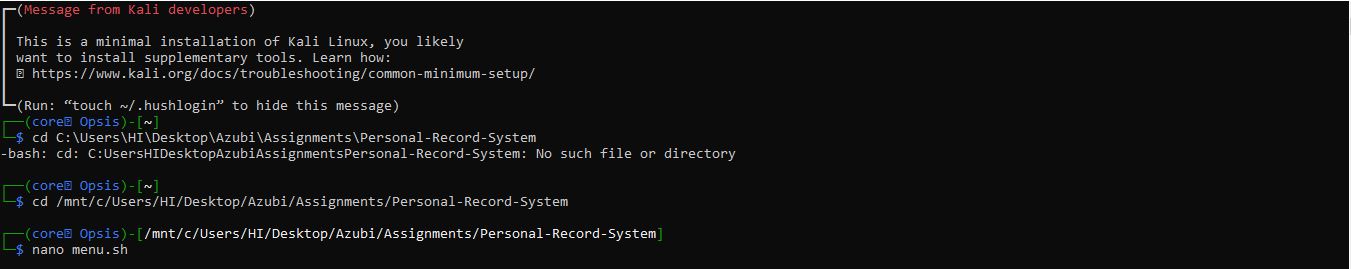 ┌─(Message from Kali developers)
│
│ This is a minimal installation of Kali Linux, you likely
│ want to install supplementary tools. Learn how:
│ ⍰ https://www.kali.org/docs/troubleshooting/common-minimum-setup/
│
└─(Run: “touch ~/.hushlogin” to hide this message)
┌──(core⍰ Opsis)-[~]
└─$ cd C:\Users\HI\Desktop\Azubi\Assignments\Personal-Record-System
-bash: cd: C:UsersHIDesktopAzubiAssignmentsPersonal-Record-System: No such file or directory
┌──(core⍰ Opsis)-[~]
└─$ cd /mnt/c/Users/HI/Desktop/Azubi/Assignments/Personal-Record-System
┌──(core⍰ Opsis)-[/mnt/c/Users/HI/Desktop/Azubi/Assignments/Personal-Record-System]
└─$ nano menu.sh